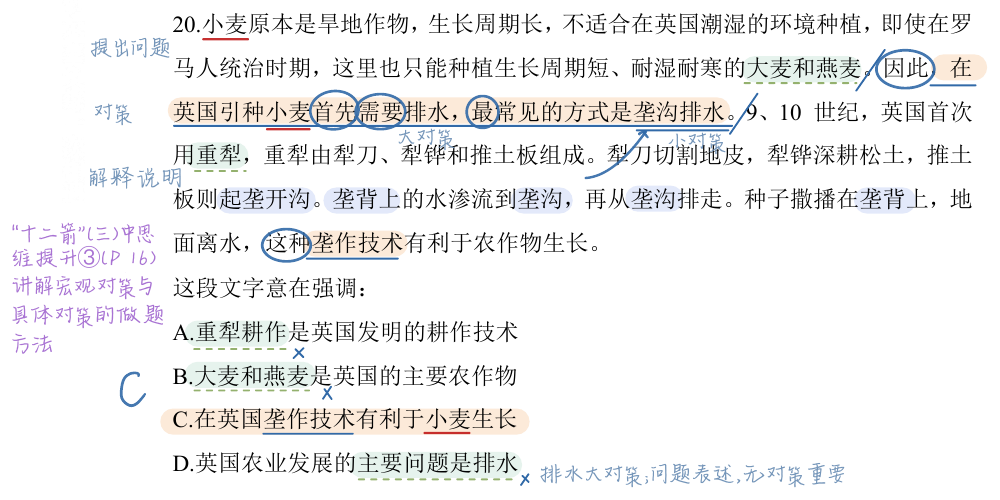 20.小麦原本是旱地作物，生长周期长，不适合在英国潮湿的环境种植，即使在罗
提出问题
马人统治时期，这里也只能种植生长周期短、耐湿耐寒的大麦和燕麦。因此，在
对策
英国引种小麦首先需要排水，最常见的方式是垄沟排水。9、10 世纪，英国首次
大对策
小对策
用重犁，重犁由犁刀、犁铧和推土板组成。犁刀切割地皮，犁铧深耕松土，推土
解释说明
板则起垄开沟。垄背上的水渗流到垄沟，再从垄沟排走。种子撒播在垄背上，地
面离水，这种垄作技术有利于农作物生长。
"十二箭"(三)中思
维提升③(P 16)
讲解宏观对策与
具体对策的做题
方法
这段文字意在强调：
A.重犁耕作是英国发明的耕作技术
×
B.大麦和燕麦是英国的主要农作物
×
C
C.在英国垄作技术有利于小麦生长
D.英国农业发展的主要问题是排水
× 排水大对策;问题表述,无对策重要